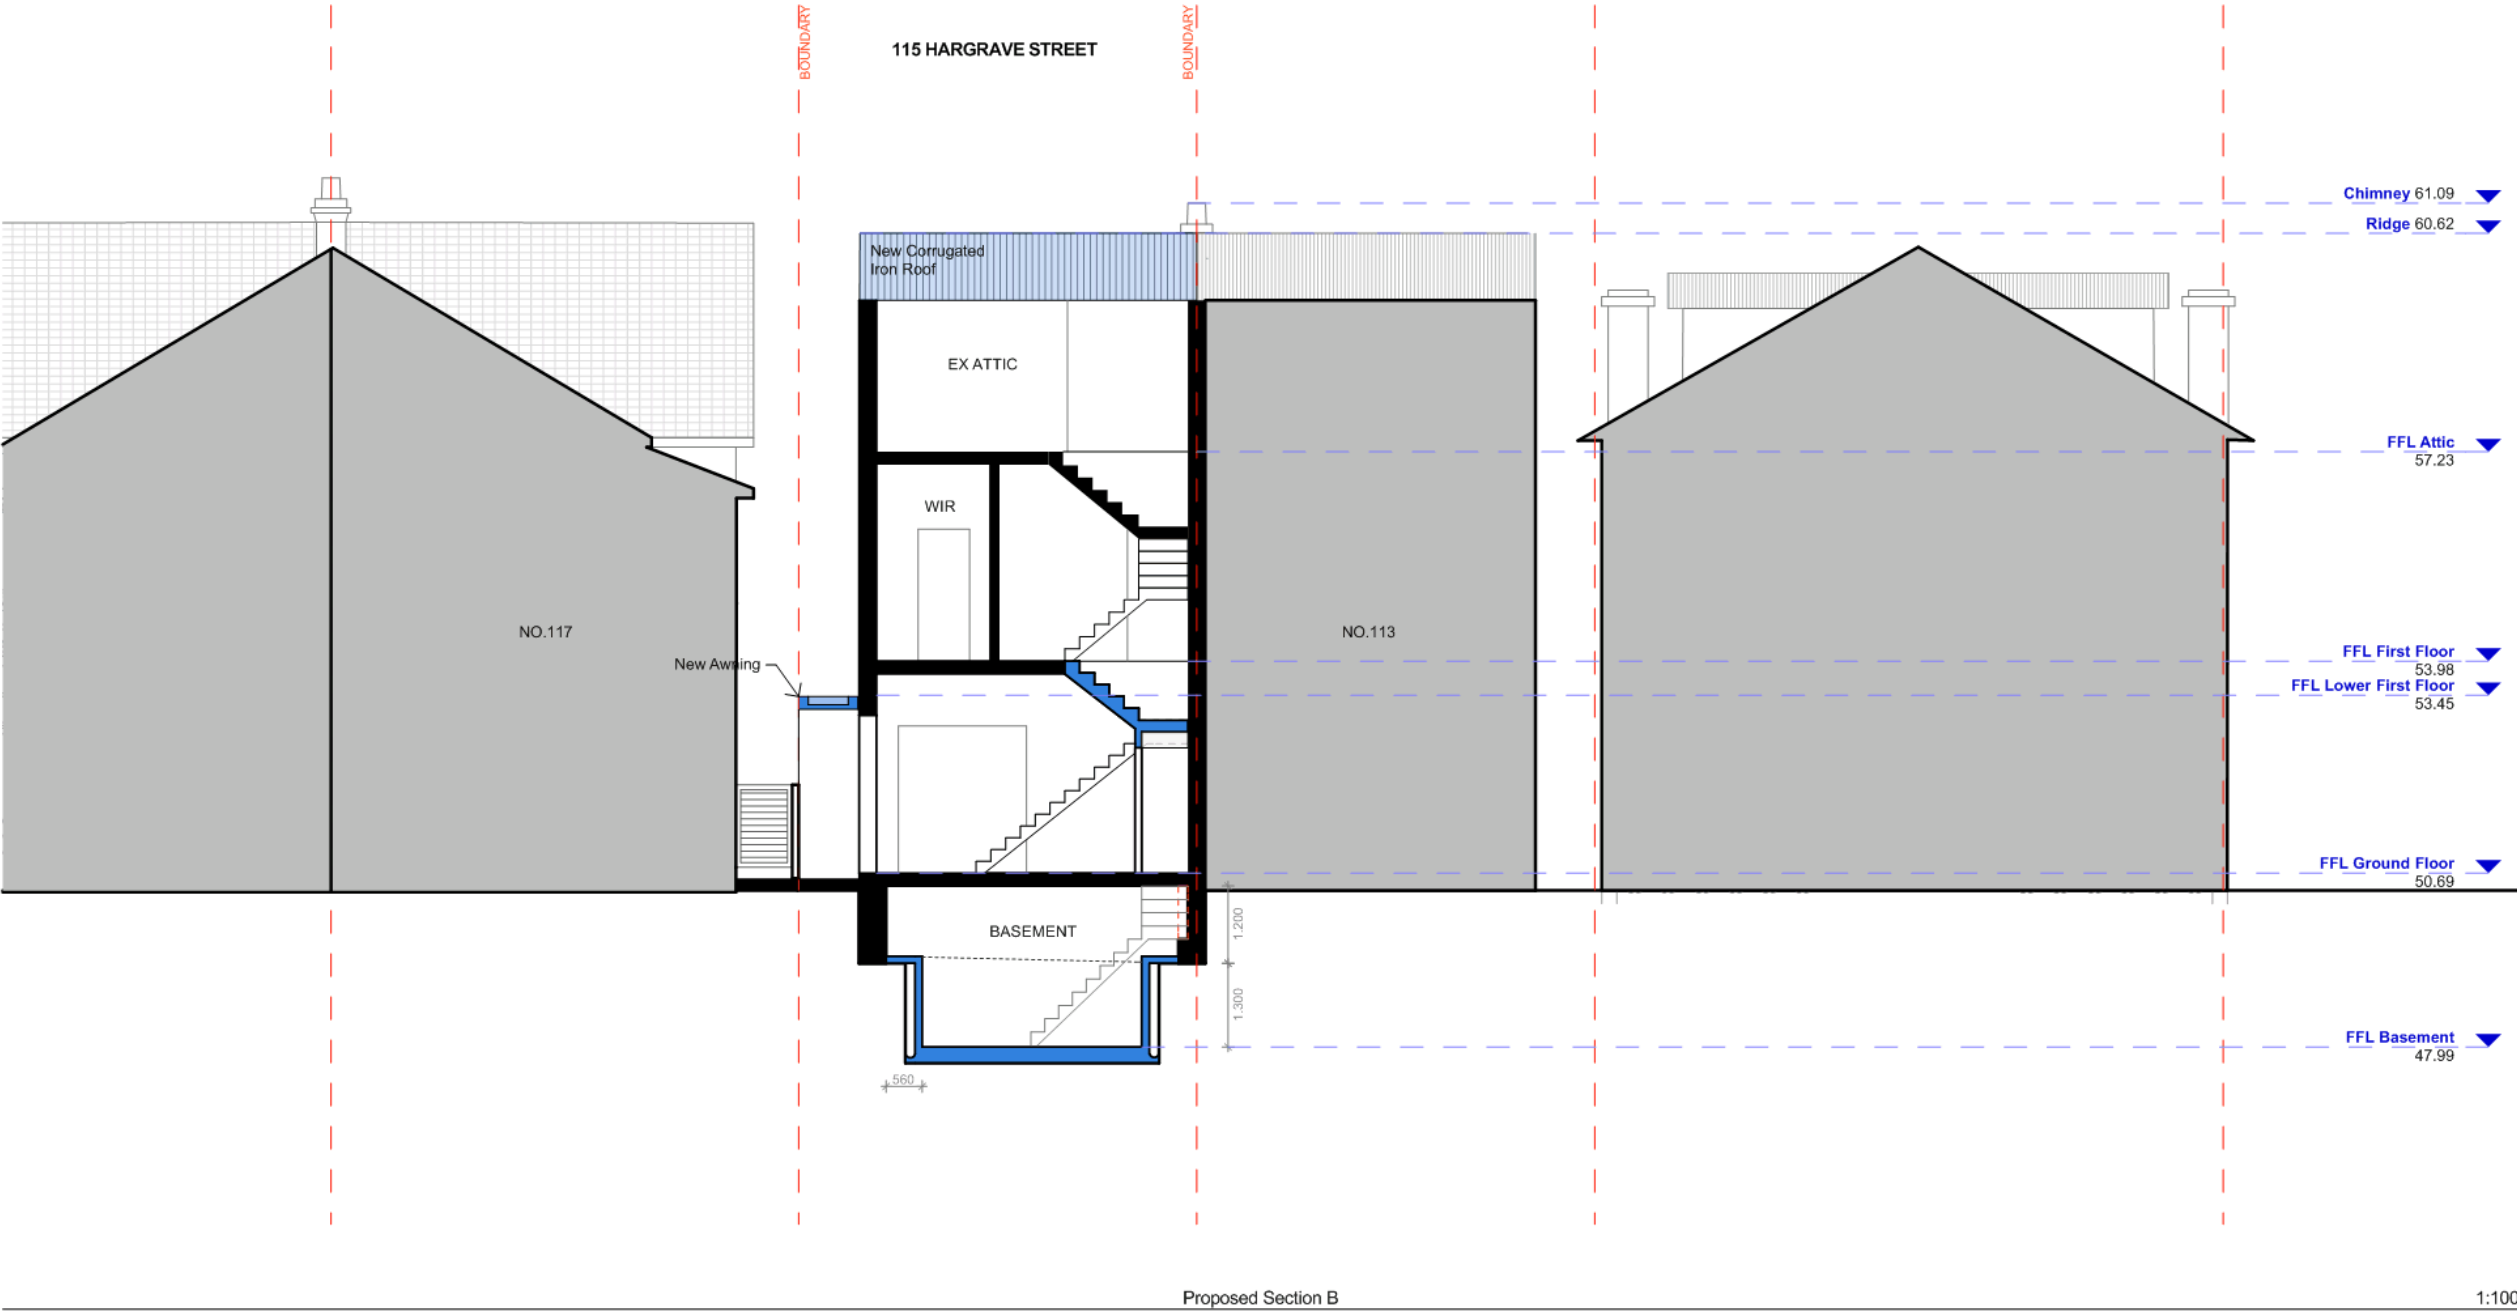 BOUNDARY
115 HARGRAVE STREET
BOUNDARY
Chimney 61.09
Ridge 60.62
New Corrugated
Iron Roof
EX ATTIC
FFL Attic
57.23
WIR
NO.117
NO.113
New Awning
FFL First Floor
53.98
FFL Lower First Floor
53.45
FFL Ground Floor
50.69
BASEMENT
1.200
1.300
FFL Basement
47.99
560
Proposed Section B
1:100